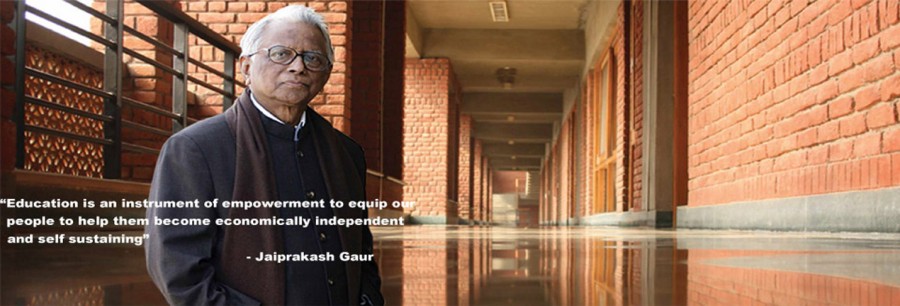 “Education is an instrument of empowerment to equip our
people to help them become economically independent
and self sustaining”
- Jaiprakash Gaur